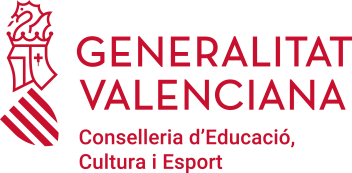 GENERALITAT
VALENCIANA
Conselleria d’Educació,
Cultura i Esport